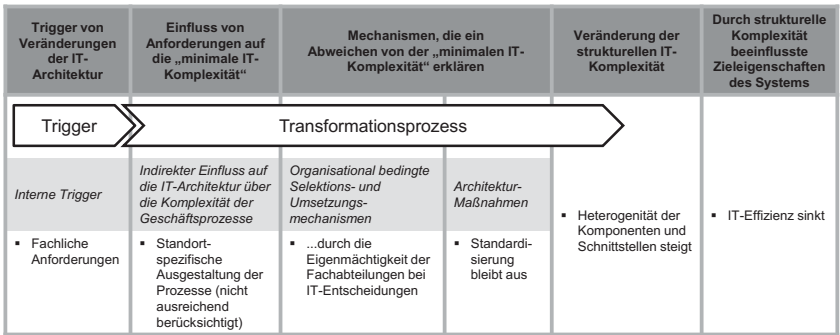 Trigger von
Veränderungen
der IT-
Architektur
Einfluss von
Anforderungen auf
die „minimale IT-
Komplexität“
Mechanismen, die ein
Abweichen von der „minimalen IT-
Komplexität“ erklären
Veränderung der
strukturellen IT-
Komplexität
Durch strukturelle
Komplexität
beeinflusste
Zieleigenschaften
des Systems
Trigger
Transformationsprozess
Interne Trigger
Indirekter Einfluss auf
die IT-Architektur über
die Komplexität der
Geschäftsprozesse
Organisational bedingte
Selektions- und
Umsetzungs-
mechanismen
Architektur-
Maßnahmen
▪ Fachliche
Anforderungen
▪ Standort-
spezifische
Ausgestaltung der
Prozesse (nicht
ausreichend
berücksichtigt)
▪ ...durch die
Eigenmächtigkeit der
Fachabteilungen bei
IT-Entscheidungen
▪ Standardi-
sierung
bleibt aus
▪ Heterogenität der
Komponenten und
Schnittstellen steigt
▪ IT-Effizienz sinkt